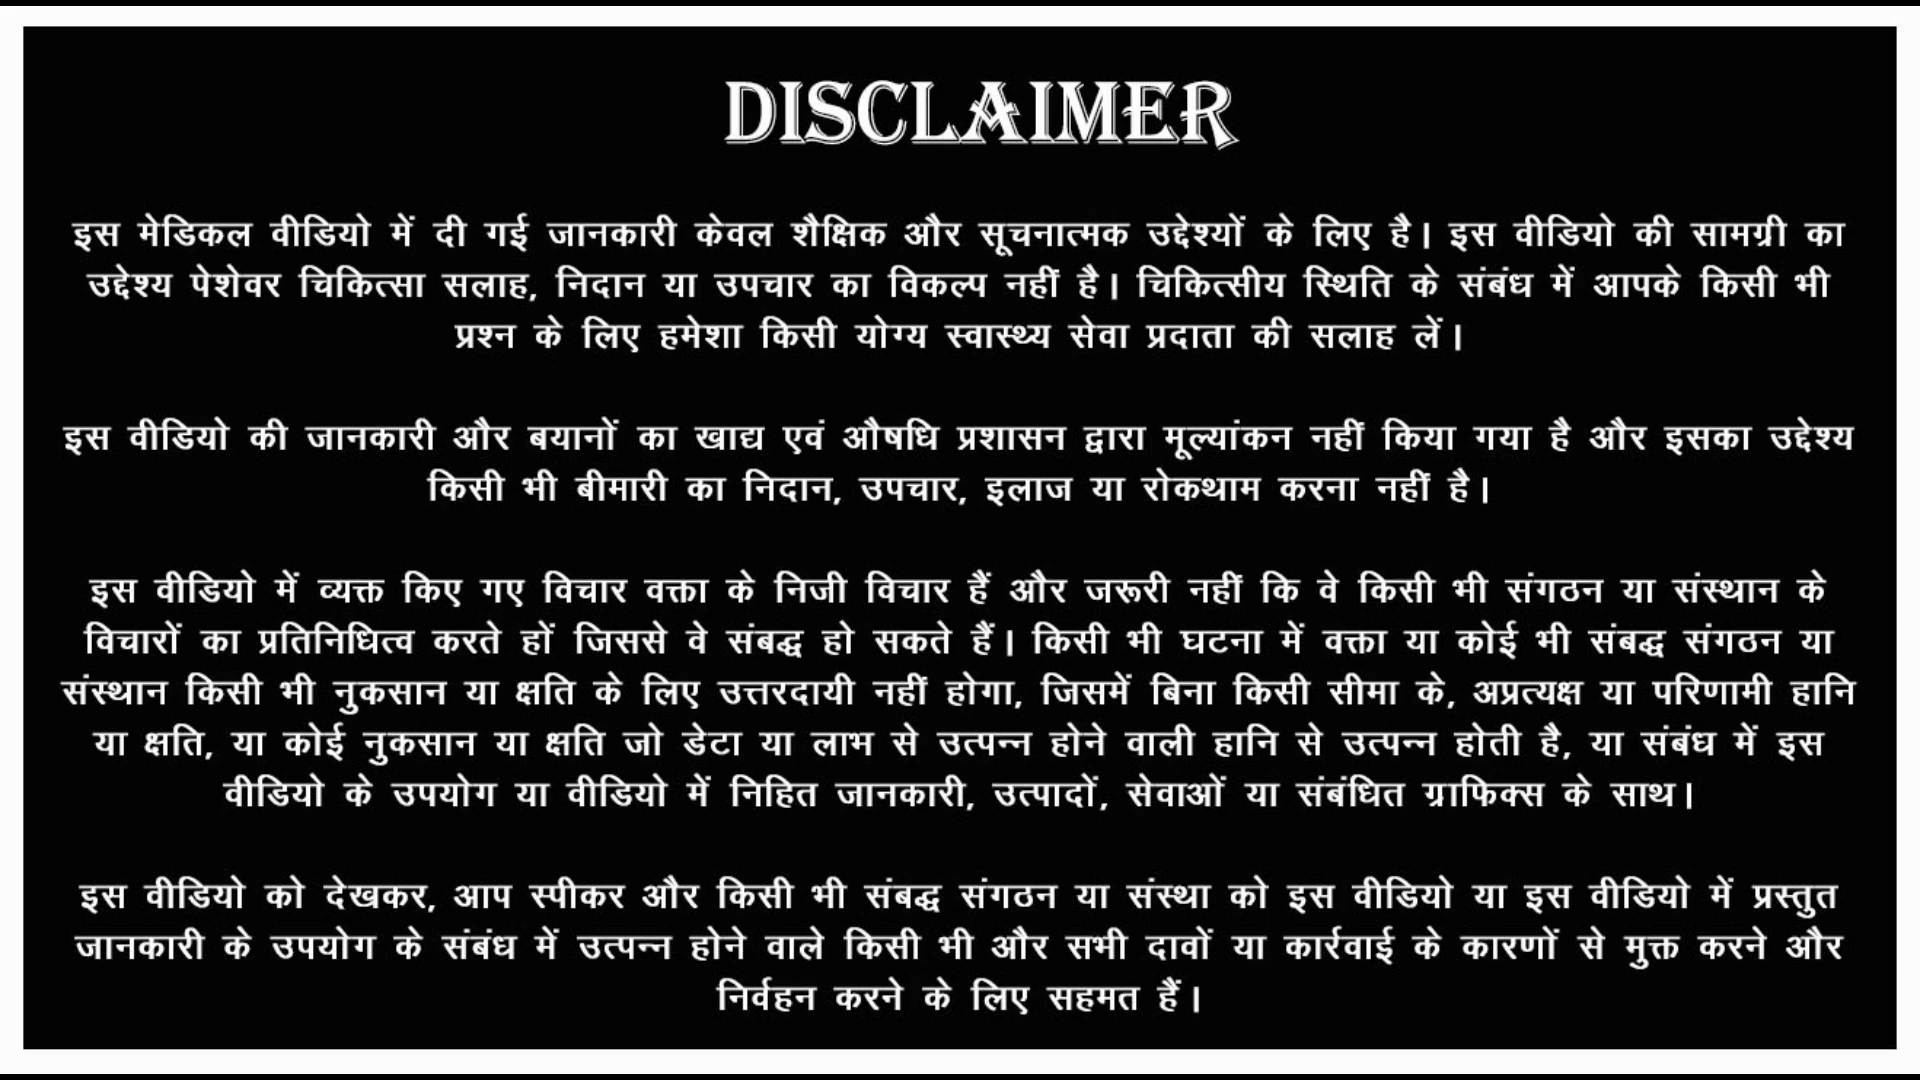 DISCLAIMER
इस मेडिकल वीडियो में दी गई जानकारी केवल शैक्षिक और सूचनात्मक उद्देश्यों के लिए है। इस वीडियो की सामग्री का
उद्देश्य पेशेवर चिकित्सा सलाह, निदान या उपचार का विकल्प नहीं है। चिकित्सीय स्थिति के संबंध में आपके किसी भी
प्रश्न के लिए हमेशा किसी योग्य स्वास्थ्य सेवा प्रदाता की सलाह लें।
इस वीडियो की जानकारी और बयानों का खाद्य एवं औषधि प्रशासन द्वारा मूल्यांकन नहीं किया गया है और इसका उद्देश्य
किसी भी बीमारी का निदान, उपचार, इलाज या रोकथाम करना नहीं है।
इस वीडियो में व्यक्त किए गए विचार वक्ता के निजी विचार हैं और जरूरी नहीं कि वे किसी भी संगठन या संस्थान के
विचारों का प्रतिनिधित्व करते हों जिससे वे संबद्ध हो सकते हैं। किसी भी घटना में वक्ता या कोई भी संबद्ध संगठन या
संस्थान किसी भी नुकसान या क्षति के लिए उत्तरदायी नहीं होगा, जिसमें बिना किसी सीमा के, अप्रत्यक्ष या परिणामी हानि
या क्षति, या कोई नुकसान या क्षति जो डेटा या लाभ से उत्पन्न होने वाली हानि से उत्पन्न होती है, या संबंध में इस
वीडियो के उपयोग या वीडियो में निहित जानकारी, उत्पादों, सेवाओं या संबंधित ग्राफिक्स के साथ।
इस वीडियो को देखकर, आप स्पीकर और किसी भी संबद्ध संगठन या संस्था को इस वीडियो या इस वीडियो में प्रस्तुत
जानकारी के उपयोग के संबंध में उत्पन्न होने वाले किसी भी और सभी दावों या कार्रवाई के कारणों से मुक्त करने और
निर्वहन करने के लिए सहमत हैं।